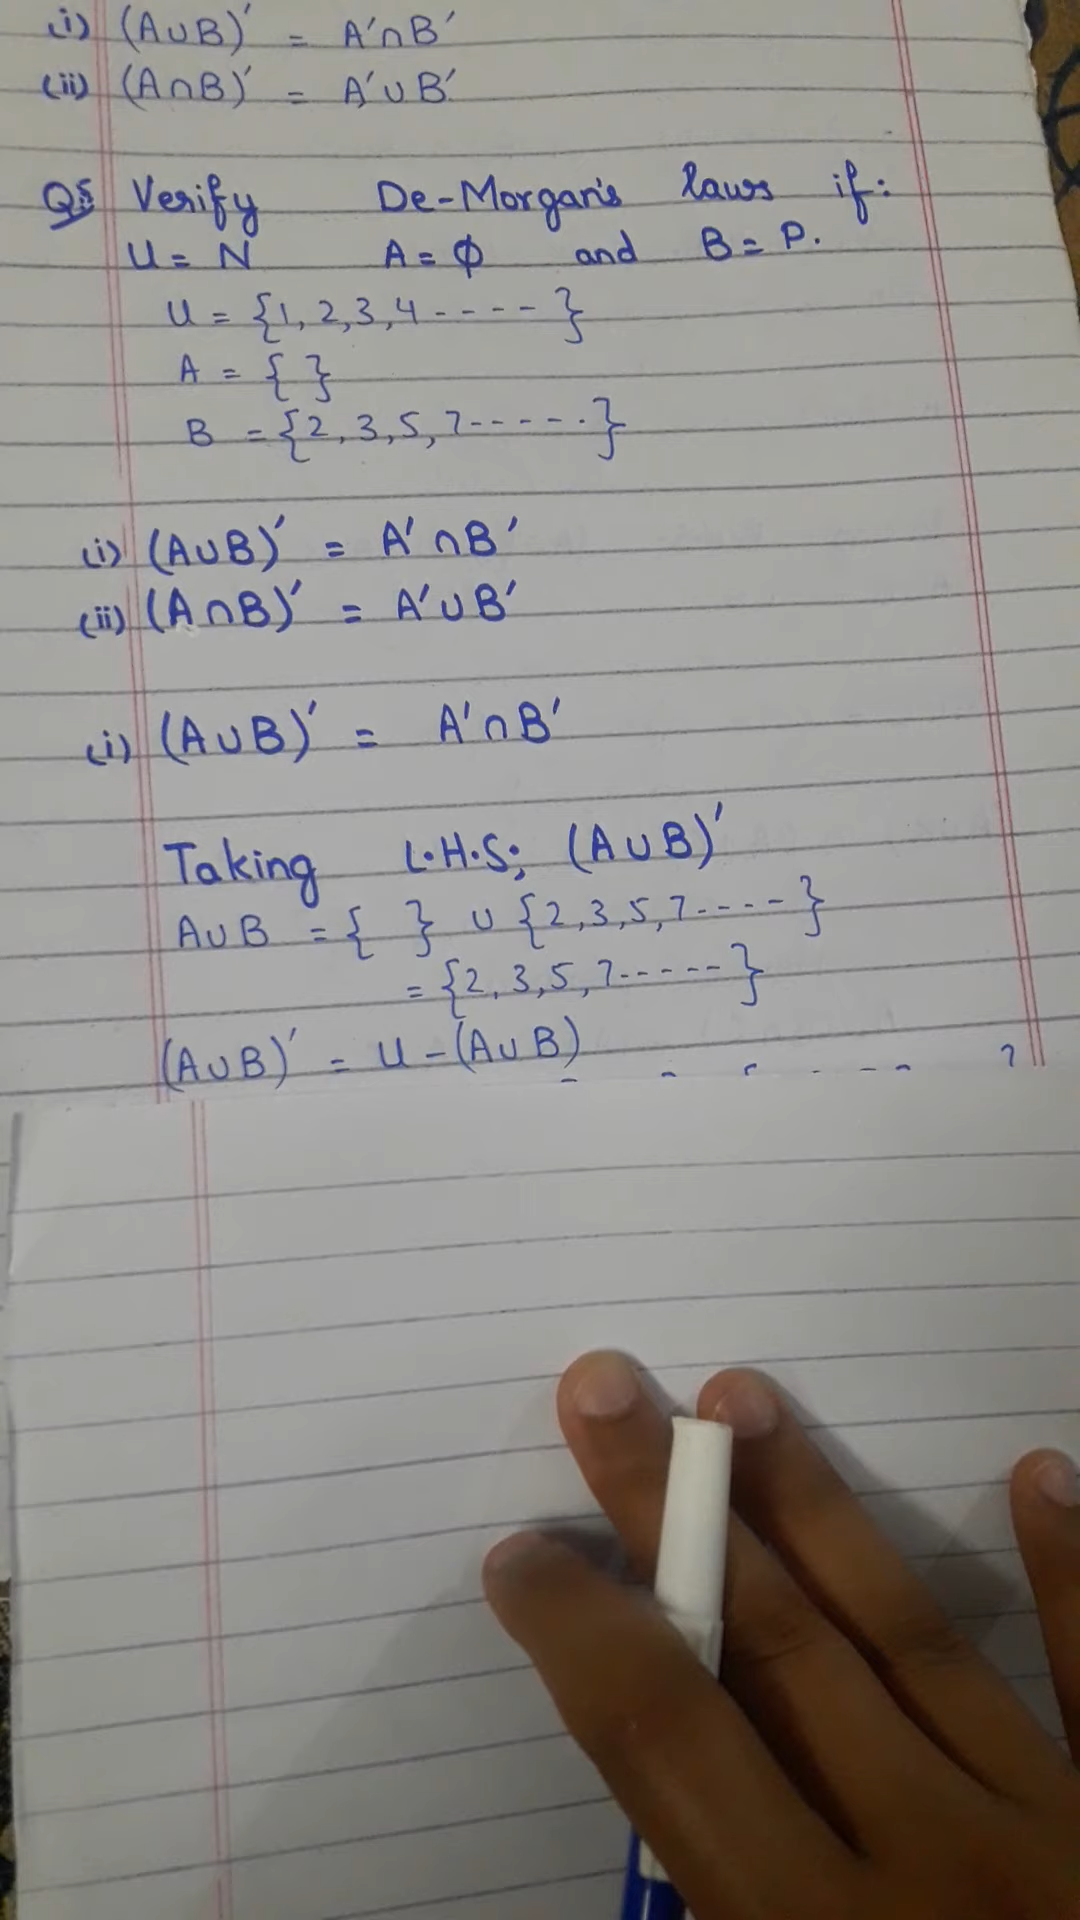 (i) (A∪B)′ = A′∩B′
(ii) (A∩B)′ = A′∪B′
Q5 Verify De-Morgan's laws if:
U = N A = ϕ and B = P.
U = {1, 2, 3, 4 - - - - }
A = { }
B = {2, 3, 5, 7 - - - - - . }
(i) (A∪B)′ = A′∩B′
(ii) (A∩B)′ = A′∪B′
(i) (A∪B)′ = A′∩B′
Taking L.H.S; (A∪B)′
A∪B = { } ∪ {2, 3, 5, 7 - - - - }
= {2, 3, 5, 7 - - - - - }
(A∪B)′ = U - (A∪B)